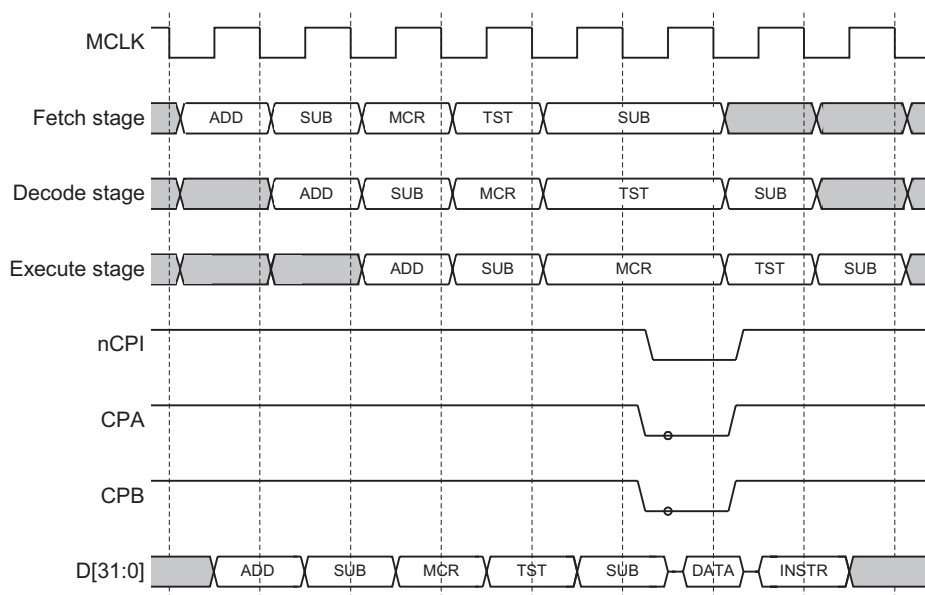 MCLK
Fetch stage ADD SUB MCR TST SUB
Decode stage ADD SUB MCR TST SUB
Execute stage ADD SUB MCR TST SUB
nCPI
CPA
CPB
D[31:0] ADD SUB MCR TST SUB DATA INSTR